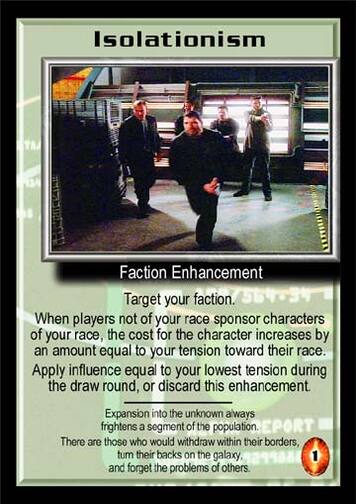 Isolationism
Faction Enhancement
Target your faction.
When players not of your race sponsor characters
of your race, the cost for the character increases by
an amount equal to your tension toward their race.
Apply influence equal to your lowest tension during
the draw round, or discard this enhancement.
Expansion into the unknown always
frightens a segment of the population.
There are those who would withdraw within their borders,
turn their backs on the galaxy,
and forget the problems of others.
1